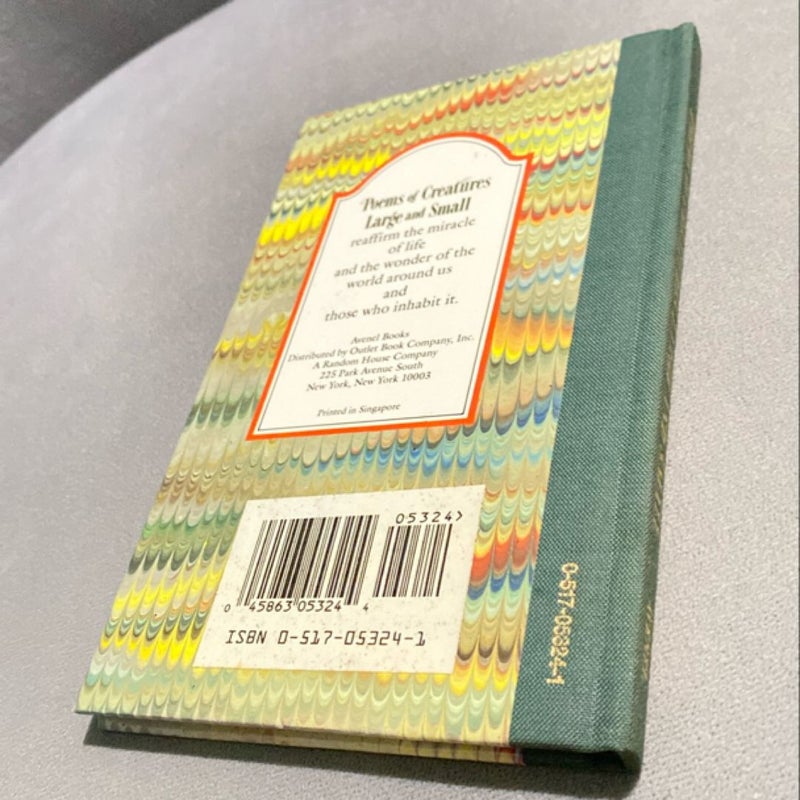 Poems of Creatures
Large and Small
reaffirm the miracle
of life
and the wonder of the
world around us
and
those who inhabit it.
Avenel Books
Distributed by Outlet Book Company, Inc.
A Random House Company
225 Park Avenue South
New York, New York 10003
Printed in Singapore
05324>
0 45863 05324 4
ISBN 0-517-05324-1
0-517-05324-1